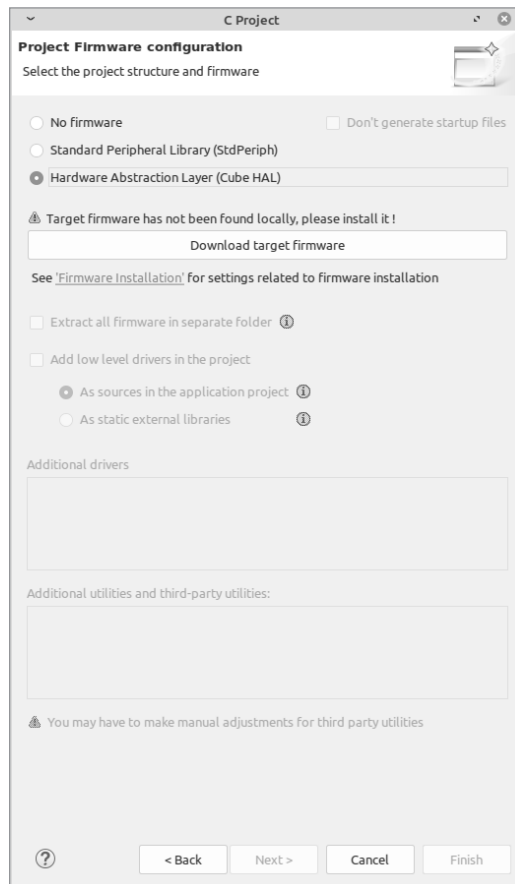 C Project
Project Firmware configuration
Select the project structure and firmware
No firmware
Don't generate startup files
Standard Peripheral Library (StdPeriph)
Hardware Abstraction Layer (Cube HAL)
Target firmware has not been found locally, please install it !
Download target firmware
See 'Firmware Installation' for settings related to firmware installation
Extract all firmware in separate folder
Add low level drivers in the project
As sources in the application project
As static external libraries
Additional drivers
Additional utilities and third-party utilities:
You may have to make manual adjustments for third party utilities
< Back
Next >
Cancel
Finish